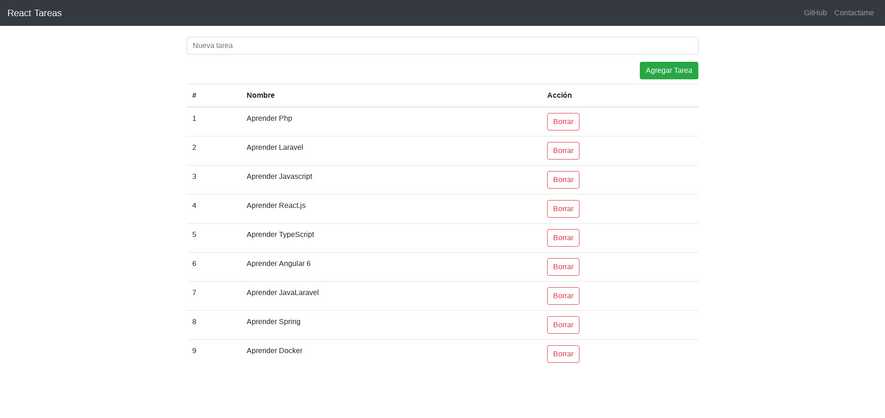 React Tareas GitHub Contactame
Nueva tarea
Agregar Tarea
# Nombre Acción
1 Aprender Php Borrar
2 Aprender Laravel Borrar
3 Aprender Javascript Borrar
4 Aprender React.js Borrar
5 Aprender TypeScript Borrar
6 Aprender Angular 6 Borrar
7 Aprender JavaLaravel Borrar
8 Aprender Spring Borrar
9 Aprender Docker Borrar